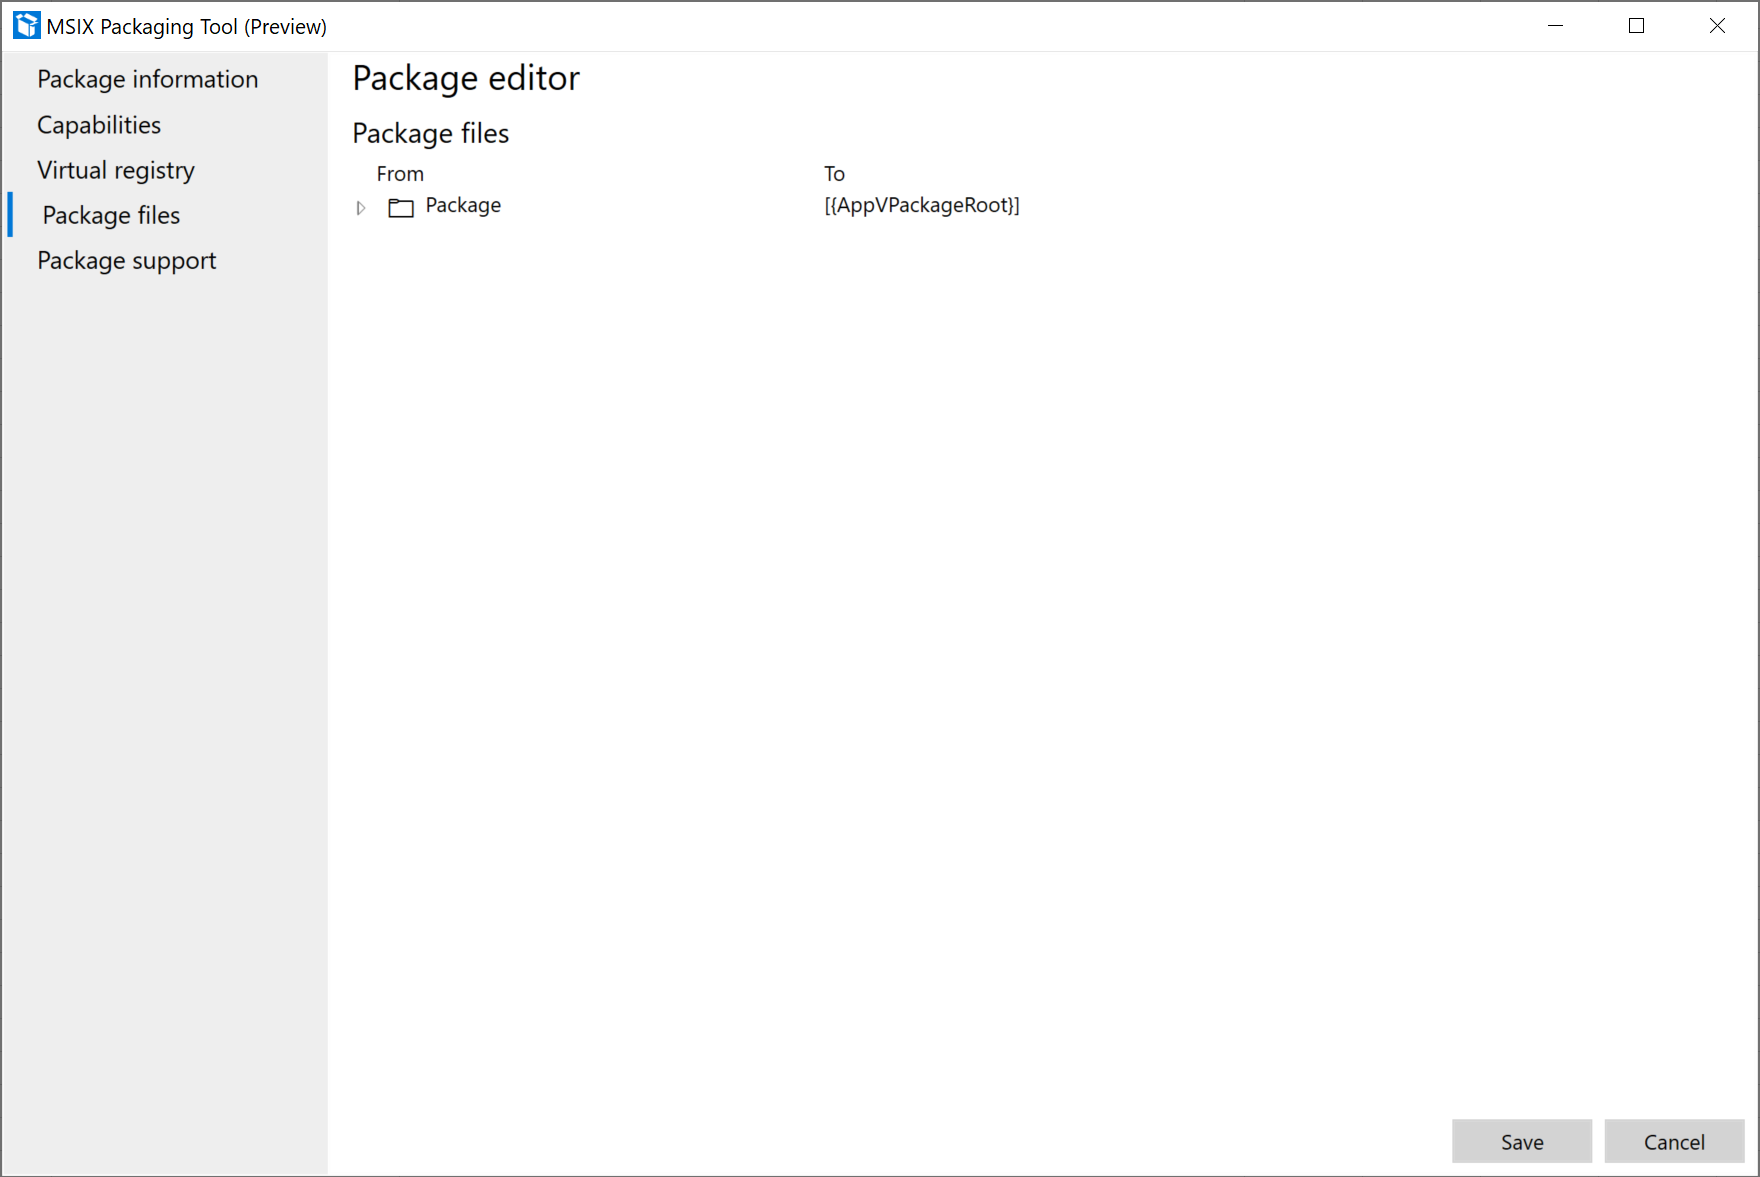 MSIX Packaging Tool (Preview)
Package information
Capabilities
Virtual registry
Package files
Package support
Package editor
Package files
From To
Package [{AppVPackageRoot}]
Save Cancel